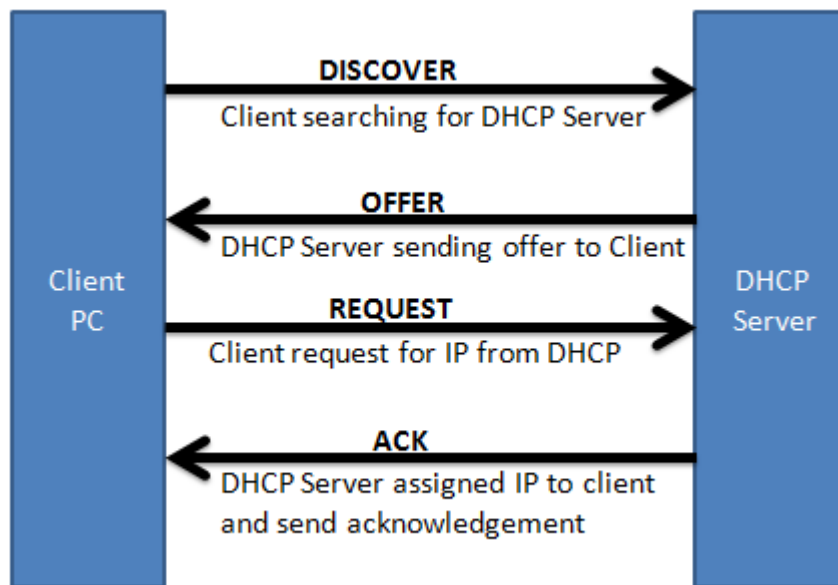 DISCOVER
Client searching for DHCP Server
OFFER
DHCP Server sending offer to Client
Client
PC
DHCP
Server
REQUEST
Client request for IP from DHCP
ACK
DHCP Server assigned IP to client
and send acknowledgement